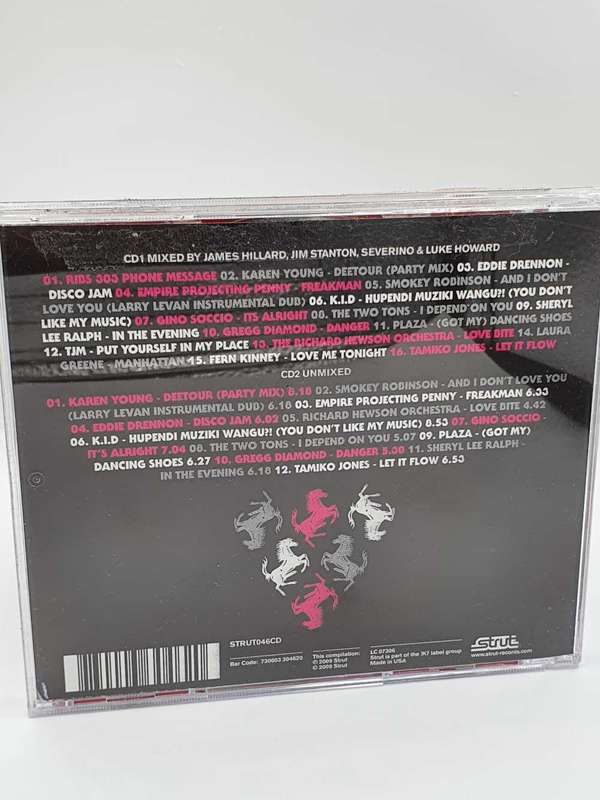 CD1 MIXED BY JAMES HILLARD, JIM STANTON, SEVERINO & LUKE HOWARD
01. RIBS 303 PHONE MESSAGE 02. KAREN YOUNG - DEETOUR (PARTY MIX) 03. EDDIE DRENNON -
DISCO JAM 04. EMPIRE PROJECTING PENNY - FREAKMAN 05. SMOKEY ROBINSON - AND I DON'T
LOVE YOU (LARRY LEVAN INSTRUMENTAL DUB) 06. K.I.D - HUPENDI MUZIKI WANGU?! (YOU DON'T
LIKE MY MUSIC) 07. GINO SOCCIO - ITS ALRIGHT 08. THE TWO TONS - I DEPEND ON YOU 09. SHERYL
LEE RALPH - IN THE EVENING 10. GREGG DIAMOND - DANGER 11. PLAZA - (GOT MY) DANCING SHOES
12. TJM - PUT YOURSELF IN MY PLACE 13. THE RICHARD HEWSON ORCHESTRA - LOVE BITE 14. LAURA
GREENE - MANHATTAN 15. FERN KINNEY - LOVE ME TONIGHT 16. TAMIKO JONES - LET IT FLOW
CD2 UNMIXED
01. KAREN YOUNG - DEETOUR (PARTY MIX) 8.18 02. SMOKEY ROBINSON - AND I DON'T LOVE YOU
(LARRY LEVAN INSTRUMENTAL DUB) 6.18 03. EMPIRE PROJECTING PENNY - FREAKMAN 6.33
04. EDDIE DRENNON - DISCO JAM 6.02 05. RICHARD HEWSON ORCHESTRA - LOVE BITE 4.42
06. K.I.D - HUPENDI MUZIKI WANGU?! (YOU DON'T LIKE MY MUSIC) 8.53 07. GINO SOCCIO -
IT'S ALRIGHT 7.04 08. THE TWO TONS - I DEPEND ON YOU 5.07 09. PLAZA - (GOT MY)
DANCING SHOES 6.27 10. GREGG DIAMOND - DANGER 5.30 11. SHERYL LEE RALPH -
IN THE EVENING 6.18 12. TAMIKO JONES - LET IT FLOW 6.53
STRUT046CD
Bar Code: 730003 304620
This compilation:
℗ 2009 Strut
© 2009 Strut
LC 07306
Strut is part of the !K7 label group
Made in USA
strut
www.strut-records.com